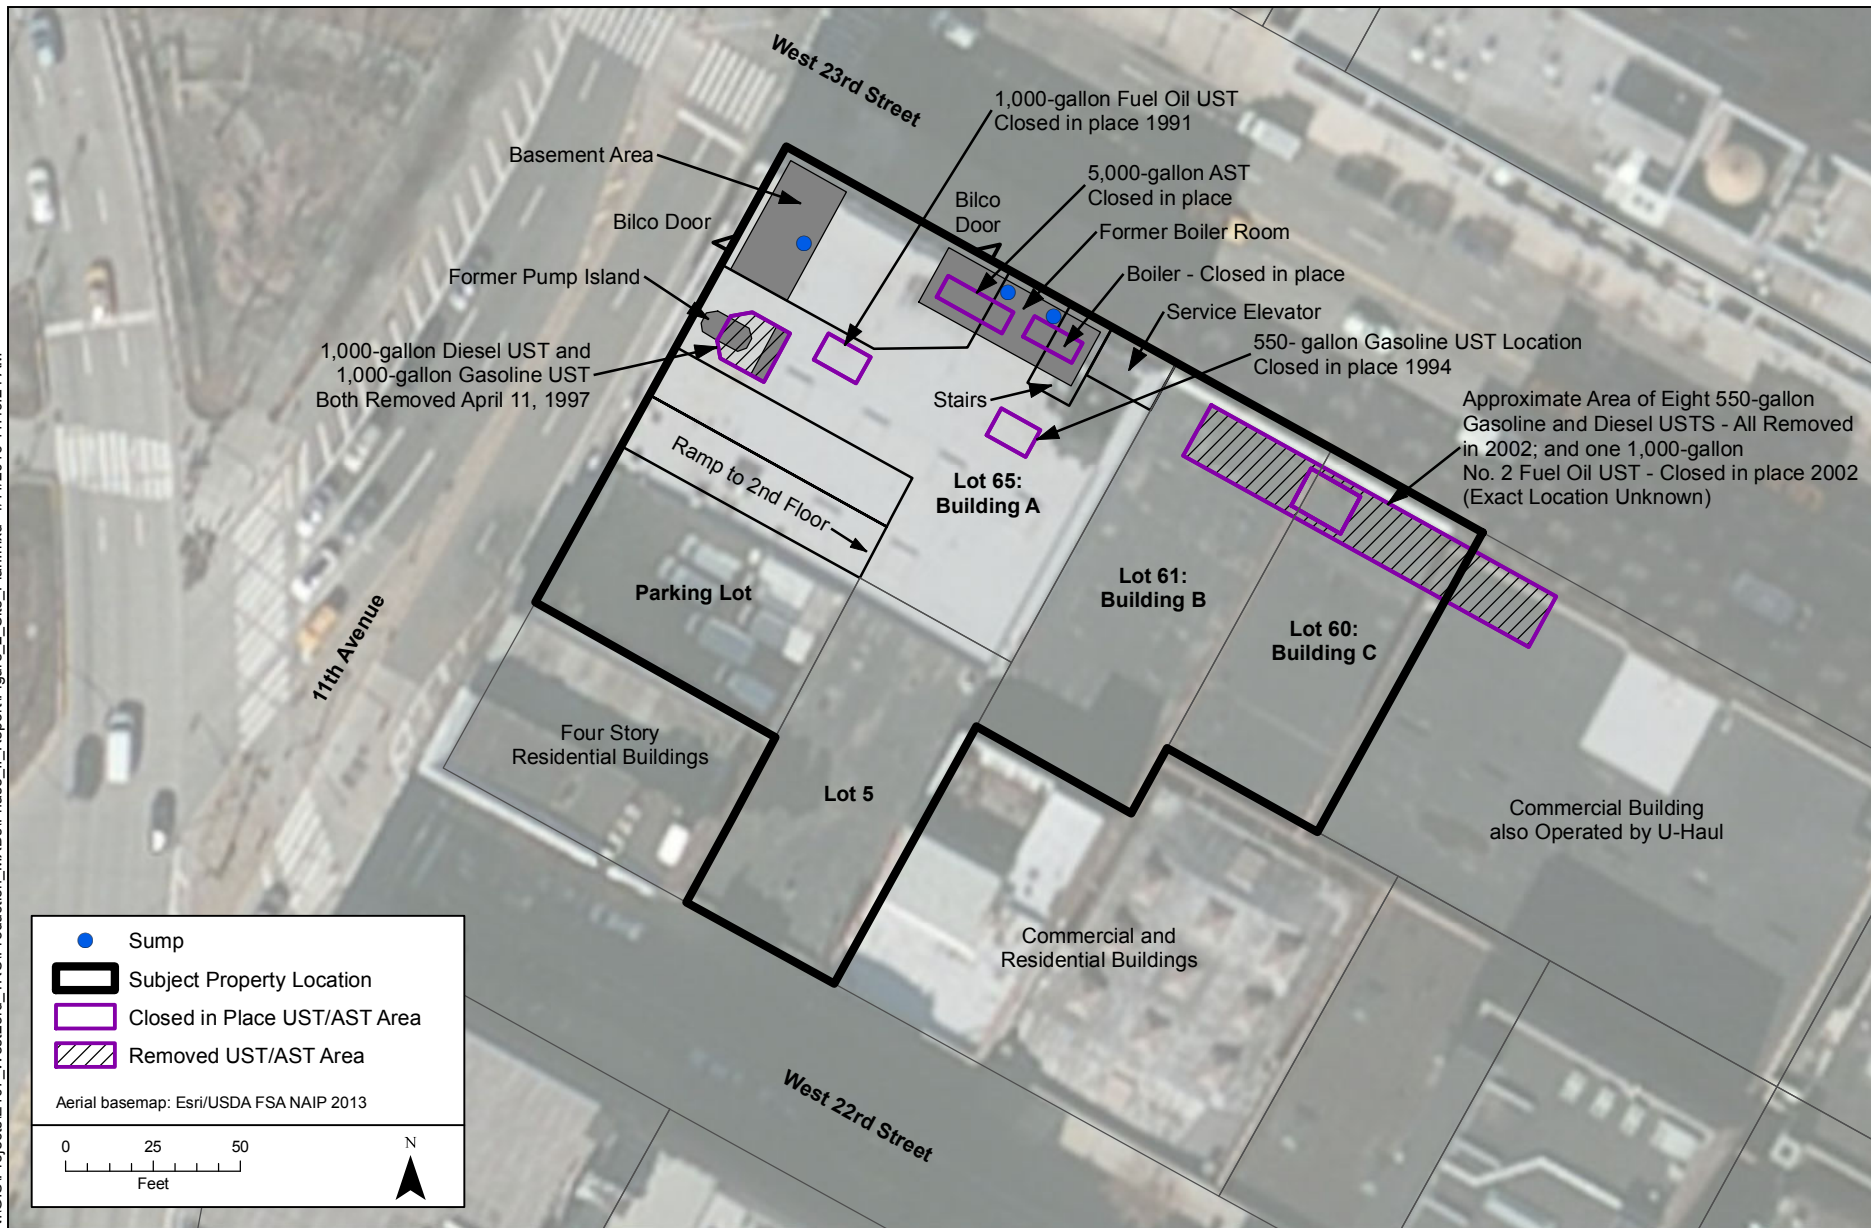 West 23rd Street
1,000-gallon Fuel Oil UST
Closed in place 1991
Basement Area
5,000-gallon AST
Closed in place
Bilco Door
Bilco
Door
Former Boiler Room
Former Pump Island
Boiler - Closed in place
Service Elevator
1,000-gallon Diesel UST and
1,000-gallon Gasoline UST
Both Removed April 11, 1997
550- gallon Gasoline UST Location
Closed in place 1994
Stairs
Approximate Area of Eight 550-gallon
Gasoline and Diesel USTS - All Removed
in 2002; and one 1,000-gallon
No. 2 Fuel Oil UST - Closed in place 2002
(Exact Location Unknown)
Ramp to 2nd Floor
Lot 65:
Building A
Parking Lot
Lot 61:
Building B
Lot 60:
Building C
11th Avenue
Four Story
Residential Buildings
Lot 5
Commercial Building
also Operated by U-Haul
Commercial and
Residential Buildings
West 22rd Street
Sump
Subject Property Location
Closed in Place UST/AST Area
Removed UST/AST Area
Aerial basemap: Esri/USDA FSA NAIP 2013
0 25 50
Feet
N